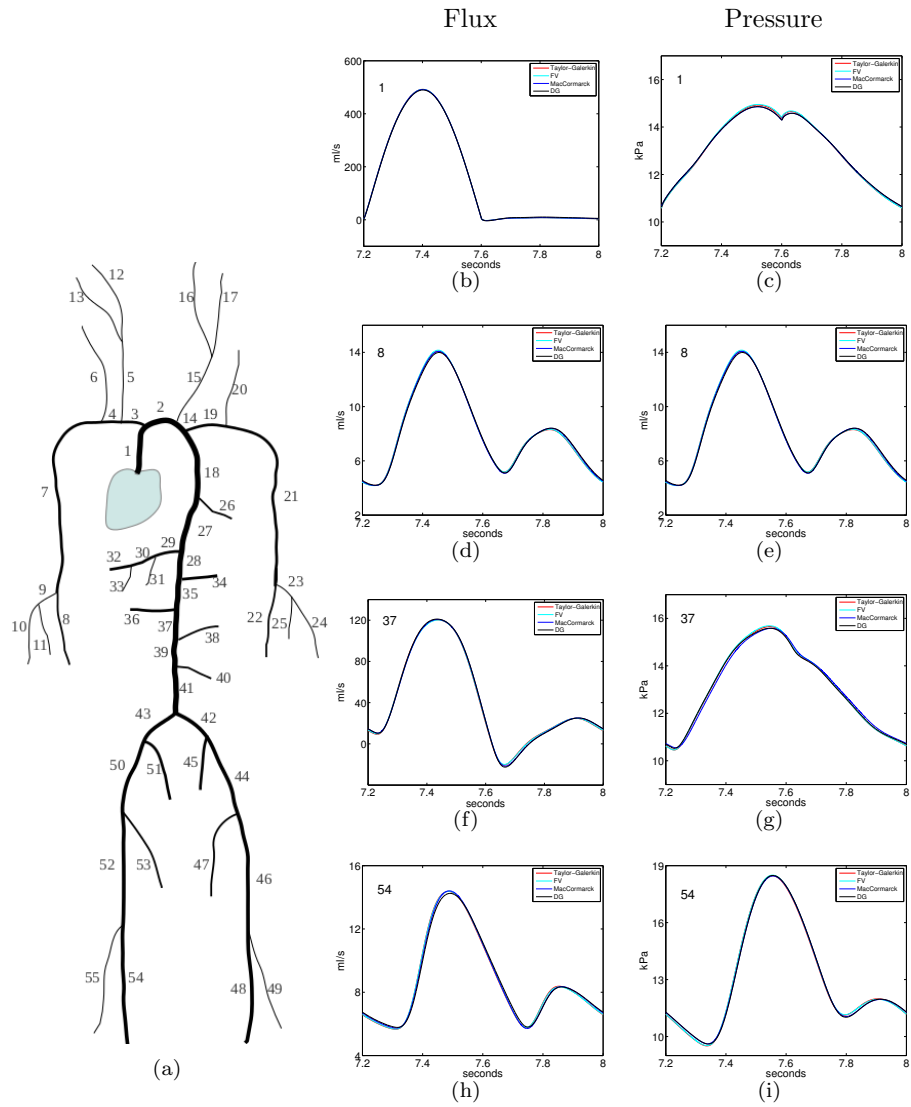 Flux
Pressure
1
Taylor-Galerkin
FV
MacCormarck
DG
600
400
200
0
ml/s
7.2 7.4 7.6 7.8 8
seconds
(b)
1
Taylor-Galerkin
FV
MacCormarck
DG
16
14
12
10
kPa
7.2 7.4 7.6 7.8 8
seconds
(c)
8
Taylor-Galerkin
FV
MacCormarck
DG
14
10
6
2
ml/s
7.2 7.4 7.6 7.8 8
seconds
(d)
8
Taylor-Galerkin
FV
MacCormarck
DG
14
10
6
2
ml/s
7.2 7.4 7.6 7.8 8
seconds
(e)
37
Taylor-Galerkin
FV
MacCormarck
DG
120
80
40
0
ml/s
7.2 7.4 7.6 7.8 8
seconds
(f)
37
Taylor-Galerkin
FV
MacCormarck
DG
16
14
12
10
kPa
7.2 7.4 7.6 7.8 8
seconds
(g)
54
Taylor-Galerkin
FV
MacCormarck
DG
16
12
8
4
ml/s
7.2 7.4 7.6 7.8 8
seconds
(h)
54
Taylor-Galerkin
FV
MacCormarck
DG
19
16
13
10
kPa
7.2 7.4 7.6 7.8 8
seconds
(i)
12
13 16 17
6 5 15 20
4 3 2 14 19
1
7 18 21
26
27
32 30 29
28
33 31 34
35
9 23
10 8 36 37 22 25 24
11 38
39
40
41
43 42
50 51 45 44
52 53 47 46
55 54 48 49
(a)